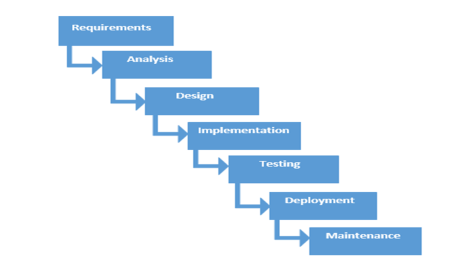 Requirements
Analysis
Design
Implementation
Testing
Deployment
Maintenance